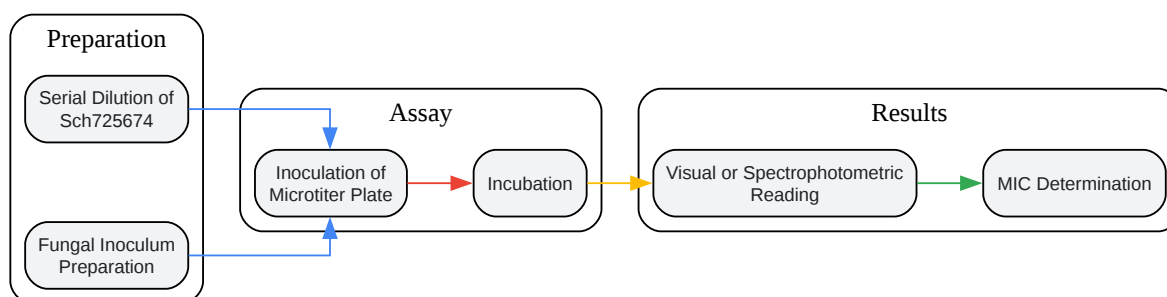 Preparation
Serial Dilution of
Sch725674
Fungal Inoculum
Preparation
Assay
Inoculation of
Microtiter Plate
Incubation
Results
Visual or Spectrophotometric
Reading
MIC Determination